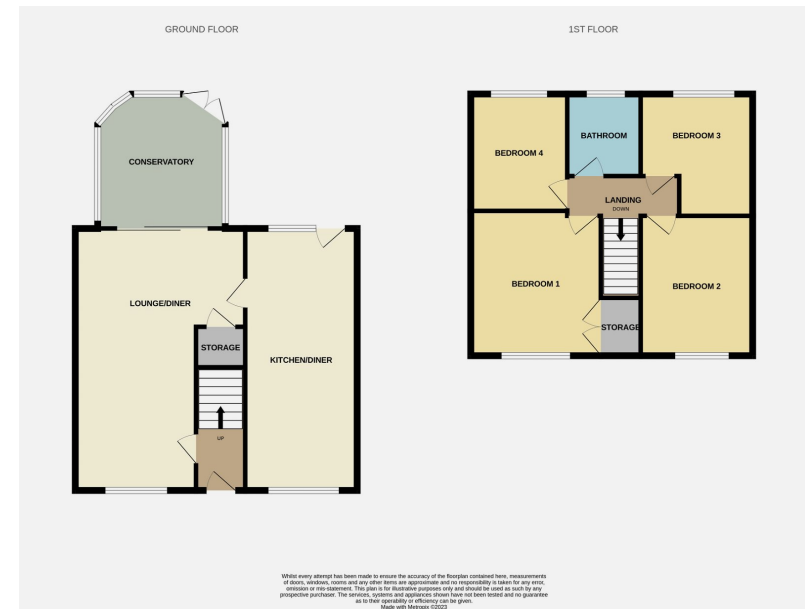 GROUND FLOOR
CONSERVATORY
LOUNGE/DINER
STORAGE
KITCHEN/DINER
UP
1ST FLOOR
BATHROOM
BEDROOM 3
BEDROOM 4
LANDING
DOWN
BEDROOM 1
BEDROOM 2
STORAGE
Whilst every attempt has been made to ensure the accuracy of the floorplan contained here, measurements
of doors, windows, rooms and any other items are approximate and no responsibility is taken for any error,
omission or mis-statement. This plan is for illustrative purposes only and should be used as such by any
prospective purchaser. The services, systems and appliances shown have not been tested and no guarantee
as to their operability or efficiency can be given.
Made with Metropix ©2023